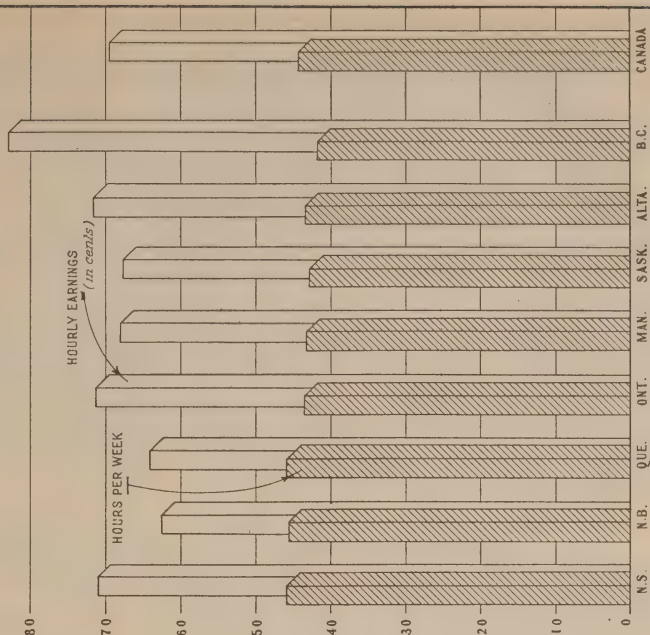 HOURLY EARNINGS
(in cents)
HOURS PER WEEK
80
70
60
50
40
30
20
10
0
N.S.
N.B.
QUE.
ONT.
MAN.
SASK.
ALTA.
B.C.
CANADA